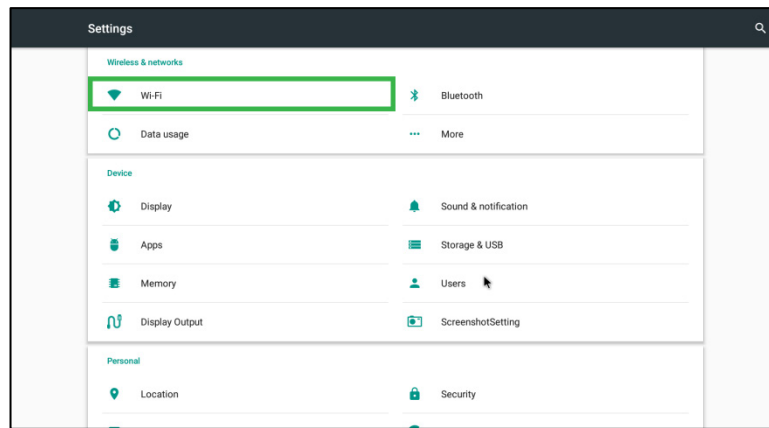 Settings
Wireless & networks
Wi-Fi
Bluetooth
Data usage
More
Device
Display
Sound & notification
Apps
Storage & USB
Memory
Users
Display Output
ScreenshotSetting
Personal
Location
Security